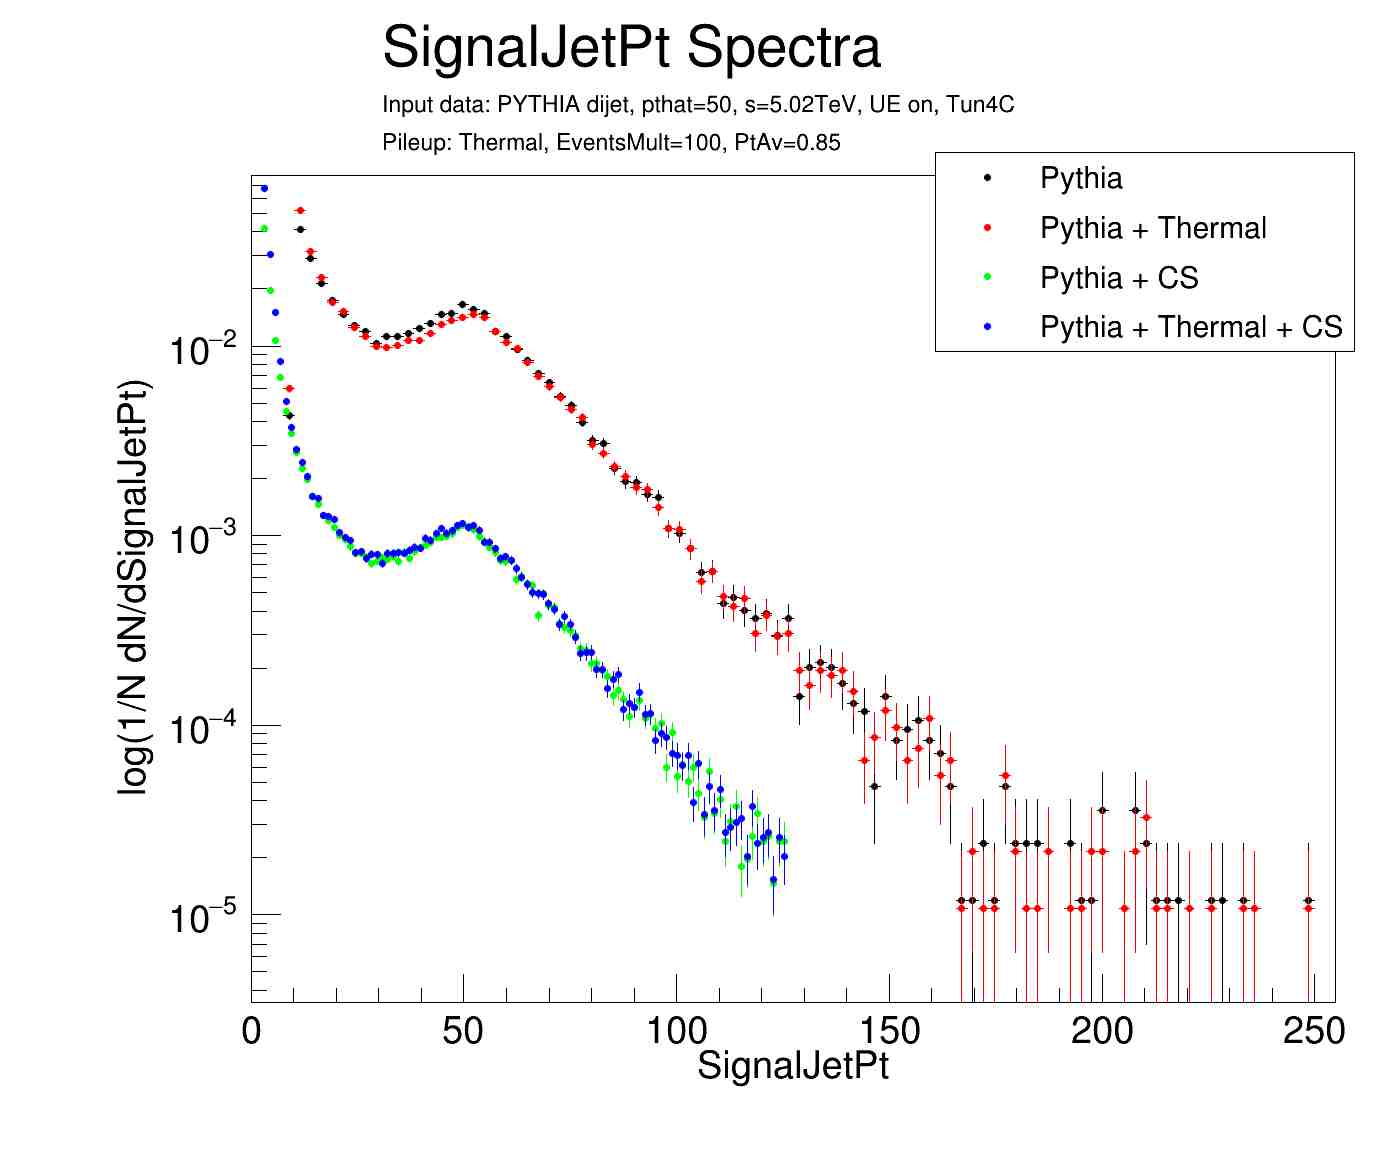 SignalJetPt Spectra
Input data: PYTHIA dijet, pthat=50, s=5.02TeV, UE on, Tun4C
Pileup: Thermal, EventsMult=100, PtAv=0.85
Pythia
Pythia + Thermal
Pythia + CS
Pythia + Thermal + CS
log(1/N dN/dSignalJetPt)
10−2
10−3
10−4
10−5
0 50 100 150 200 250
SignalJetPt